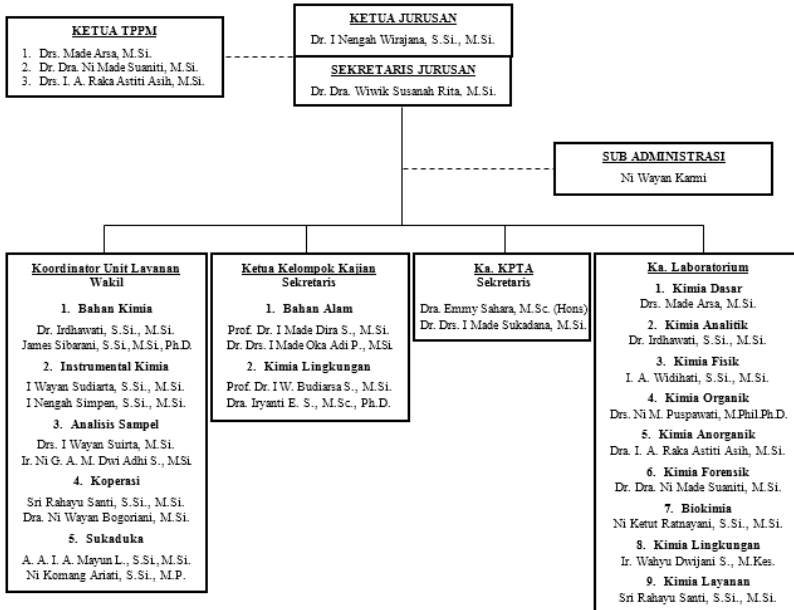 KETUA TPPM
1. Drs. Made Arsa, M.Si.
2. Dr. Dra. Ni Made Suaniti, M.Si.
3. Drs. I. A. Raka Astiti Asih, M.Si.
KETUA JURUSAN
Dr. I Nengah Wirajana, S.Si., M.Si.
SEKRETARIS JURUSAN
Dr. Dra. Wiwik Susanah Rita, M.Si.
SUB ADMINISTRASI
Ni Wayan Karmi
Koordinator Unit Layanan
Wakil
1. Bahan Kimia
Dr. Irdhawati, S.Si., M.Si.
James Sibarani, S.Si., M.Si., Ph.D.
2. Instrumental Kimia
I Wayan Sudiarta, S.Si., M.Si.
I Nengah Simpen, S.Si., M.Si.
3. Analisis Sampel
Drs. I Wayan Suirta, M.Si.
Ir. Ni G. A. M. Dwi Adhi S., M.Si.
4. Koperasi
Sri Rahayu Santi, S.Si., M.Si.
Dra. Ni Wayan Bogoriani, M.Si.
5. Sukaduka
A. A. I. A. Mayun L., S.Si., M.Si.
Ni Komang Ariati, S.Si., M.P.
Ketua Kelompok Kajian
Sekretaris
1. Bahan Alam
Prof. Dr. I Made Dira S., M.Si.
Dr. Drs. I Made Oka Adi P., M.Si.
2. Kimia Lingkungan
Prof. Dr. I W. Budiarsa S., M.Si.
Dra. Iryanti E. S., M.Sc., Ph.D.
Ka. KPTA
Sekretaris
Dra. Emmy Sahara, M.Sc. (Hons)
Dr. Drs. I Made Sukadana, M.Si.
Ka. Laboratorium
1. Kimia Dasar
Drs. Made Arsa, M.Si.
2. Kimia Analitik
Dr. Irdhawati, S.Si., M.Si.
3. Kimia Fisik
I. A. Widihati, S.Si., M.Si.
4. Kimia Organik
Drs. Ni M. Puspawati, M.Phil.Ph.D.
5. Kimia Anorganik
Dra. I. A. Raka Astiti Asih, M.Si.
6. Kimia Forensik
Dr. Dra. Ni Made Suaniti, M.Si.
7. Biokimia
Ni Ketut Ratnayani, S.Si., M.Si.
8. Kimia Lingkungan
Ir. Wahyu Dwijani S., M.Kes.
9. Kimia Layanan
Sri Rahayu Santi, S.Si., M.Si.